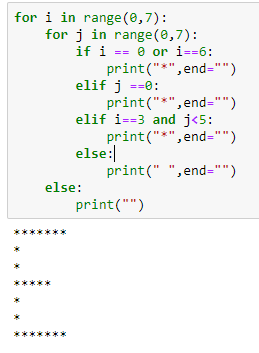 for i in range(0,7):
    for j in range(0,7):
        if i == 0 or i==6:
            print("*",end="")
        elif j ==0:
            print("*",end="")
        elif i==3 and j<5:
            print("*",end="")
        else:
            print(" ",end="")
    else:
        print("")
*******
*
*
*****
*
*
*******